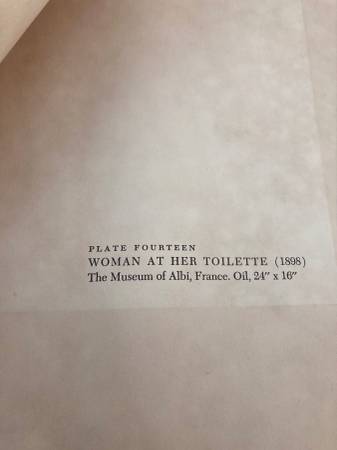 PLATE FOURTEEN
WOMAN AT HER TOILETTE (1898)
The Museum of Albi, France. Oil, 24" x 16"